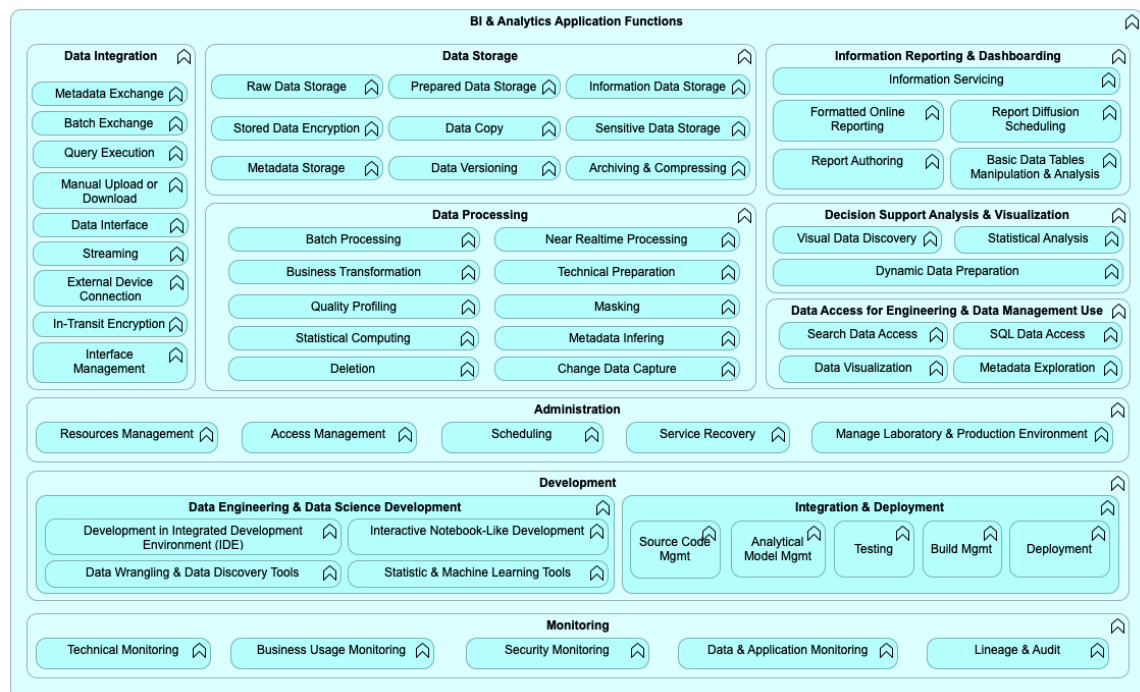 BI & Analytics Application Functions
Data Integration
Metadata Exchange
Batch Exchange
Query Execution
Manual Upload or
Download
Data Interface
Streaming
External Device
Connection
In-Transit Encryption
Interface
Management
Data Storage
Raw Data Storage
Prepared Data Storage
Information Data Storage
Stored Data Encryption
Data Copy
Sensitive Data Storage
Metadata Storage
Data Versioning
Archiving & Compressing
Data Processing
Batch Processing
Near Realtime Processing
Business Transformation
Technical Preparation
Quality Profiling
Masking
Statistical Computing
Metadata Infering
Deletion
Change Data Capture
Information Reporting & Dashboarding
Information Servicing
Formatted Online
Reporting
Report Diffusion
Scheduling
Report Authoring
Basic Data Tables
Manipulation & Analysis
Decision Support Analysis & Visualization
Visual Data Discovery
Statistical Analysis
Dynamic Data Preparation
Data Access for Engineering & Data Management Use
Search Data Access
SQL Data Access
Data Visualization
Metadata Exploration
Administration
Resources Management
Access Management
Scheduling
Service Recovery
Manage Laboratory & Production Environment
Development
Data Engineering & Data Science Development
Development in Integrated Development
Environment (IDE)
Interactive Notebook-Like Development
Data Wrangling & Data Discovery Tools
Statistic & Machine Learning Tools
Integration & Deployment
Source Code
Mgmt
Analytical
Model Mgmt
Testing
Build Mgmt
Deployment
Monitoring
Technical Monitoring
Business Usage Monitoring
Security Monitoring
Data & Application Monitoring
Lineage & Audit